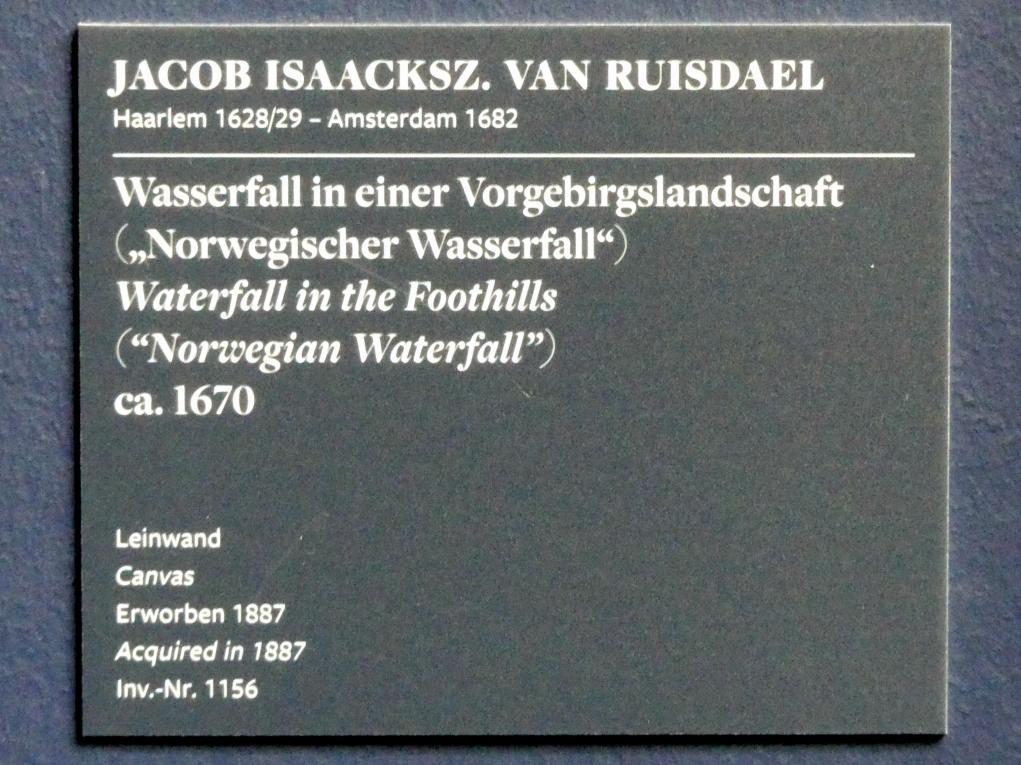 JACOB ISAACKSZ. VAN RUISDAEL
Haarlem 1628/29 – Amsterdam 1682
Wasserfall in einer Vorgebirgslandschaft
(„Norwegischer Wasserfall“)
Waterfall in the Foothills
(“Norwegian Waterfall”)
ca. 1670
Leinwand
Canvas
Erworben 1887
Acquired in 1887
Inv.-Nr. 1156